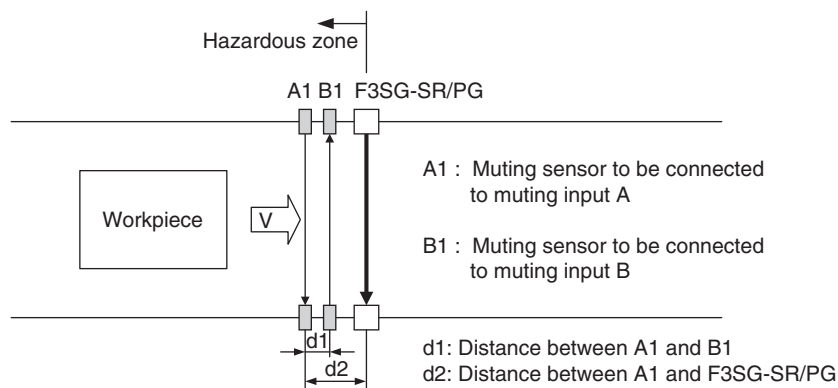 Hazardous zone
A1 B1 F3SG-SR/PG
A1 : Muting sensor to be connected
to muting input A
Workpiece
V
B1 : Muting sensor to be connected
to muting input B
d1
d2
d1: Distance between A1 and B1
d2: Distance between A1 and F3SG-SR/PG